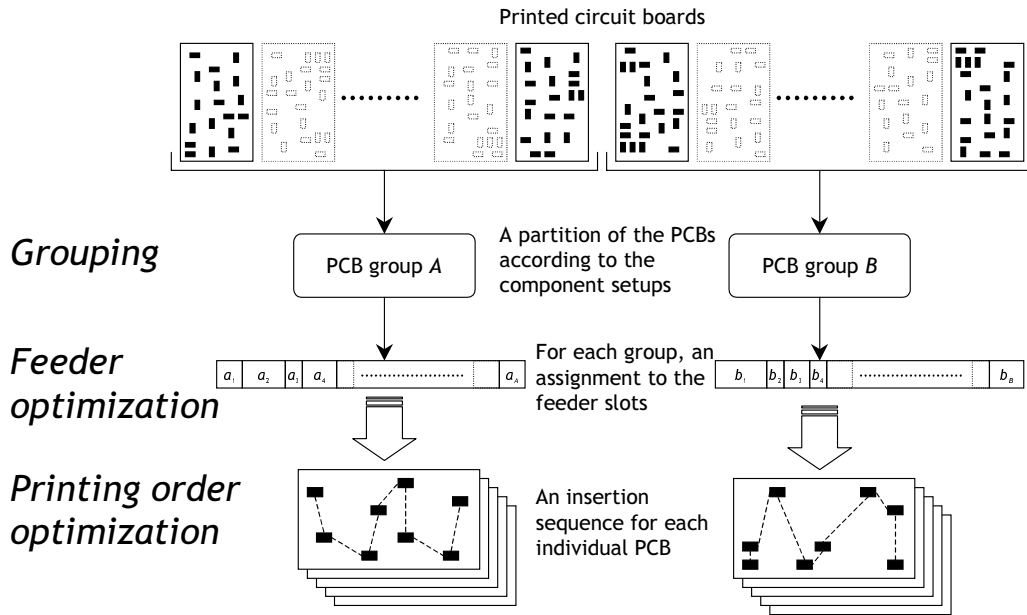 Printed circuit boards
Grouping
PCB group A
A partition of the PCBs
according to the
component setups
PCB group B
Feeder
optimization
a₁ a₂ a₃ a₄ a_A
For each group, an
assignment to the
feeder slots
b₁ b₂ b₃ b₄ b_B
Printing order
optimization
An insertion
sequence for each
individual PCB